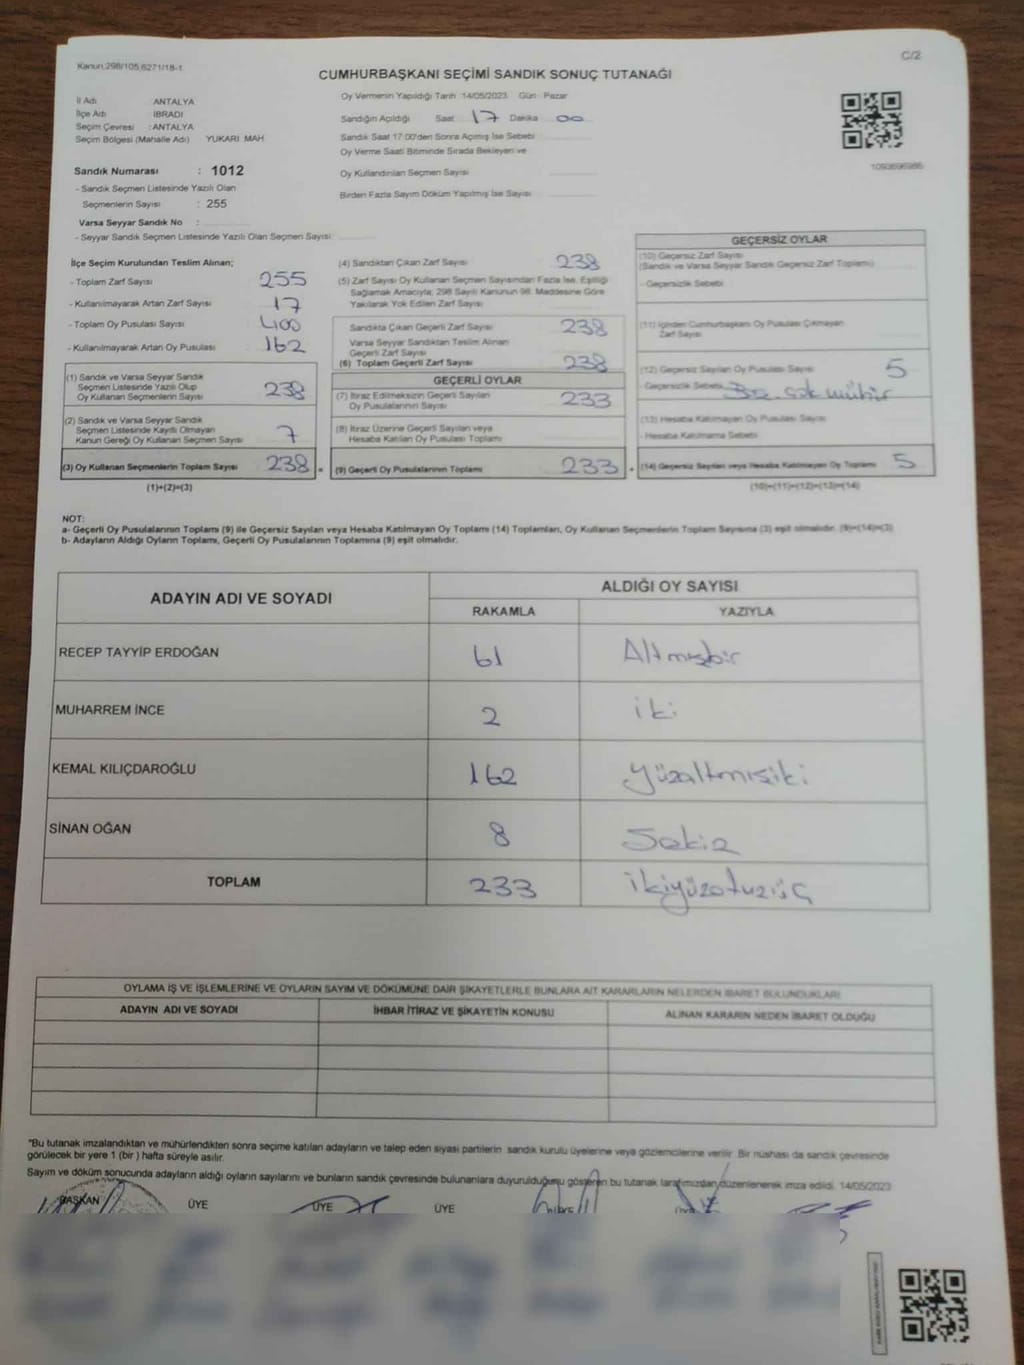 C/2
Kanun,298/105,6271/18-1
CUMHURBAŞKANI SEÇİMİ SANDIK SONUÇ TUTANAĞI
İl Adı ANTALYA
İlçe Adı İBRADI
Seçim Çevresi : ANTALYA
Seçim Bölgesi (Mahalle Adı) YUKARI MAH
Sandık Numarası : 1012
- Sandık Seçmen Listesinde Yazılı Olan
Seçmenlerin Sayısı : 255
Varsa Seyyar Sandık No :
- Seyyar Sandık Seçmen Listesinde Yazılı Olan Seçmen Sayısı:
Oy Vermenin Yapıldığı Tarih :14/05/2023 Gün : Pazar
Sandığın Açıldığı Saat 17 Dakika 00
Sandık Saat 17:00'den Sonra Açmış İse Sebebi
Oy Verme Saati Bitiminde Sırada Bekleyen ve
Oy Kullandırılan Seçmen Sayısı
Birden Fazla Sayım Döküm Yapılmış İse Sayısı
1093696986
İlçe Seçim Kurulundan Teslim Alınan;
- Toplam Zarf Sayısı 255
- Kullanılmayarak Artan Zarf Sayısı 17
- Toplam Oy Pusulası Sayısı 400
- Kullanılmayarak Artan Oy Pusulası 162
(1) Sandık ve Varsa Seyyar Sandık
Seçmen Listesinde Yazılı Olup
Oy Kullanan Seçmenlerin Sayısı 238
(2) Sandık ve Varsa Seyyar Sandık
Seçmen Listesinde Kayıtlı Olmayan
Kanun Gereği Oy Kullanan Seçmen Sayısı 7
(3) Oy Kullanan Seçmenlerin Toplam Sayısı 238 =
(1)+(2)=(3)
(4) Sandıktan Çıkan Zarf Sayısı 238
(5) Zarf Sayısı Oy Kullanan Seçmen Sayısından Fazla İse, Eşitliği
Sağlamak Amacıyla; 298 Sayılı Kanunun 98. Maddesine Göre
Yakılarak Yok Edilen Zarf Sayısı
Sandıkta Çıkan Geçerli Zarf Sayısı 238
Varsa Seyyar Sandıktan Teslim Alınan
Geçerli Zarf Sayısı
(6) Toplam Geçerli Zarf Sayısı 238
GEÇERLİ OYLAR
(7) İtiraz Edilmeksizin Geçerli Sayılan
Oy Pusulalarının Sayısı 233
(8) İtiraz Üzerine Geçerli Sayılan veya
Hesaba Katılan Oy Pusulası Toplamı
(9) Geçerli Oy Pusulalarının Toplamı 233 +
GEÇERSİZ OYLAR
(10) Geçersiz Zarf Sayısı
(Sandık ve Varsa Seyyar Sandık Geçersiz Zarf Toplamı)
- Geçersizlik Sebebi
(11) İçinden Cumhurbaşkanı Oy Pusulası Çıkmayan
Zarf Sayısı
(12) Geçersiz Sayılan Oy Pusulası Sayısı 5
- Geçersizlik Sebebi
(13) Hesaba Katılmayan Oy Pusulası Sayısı
- Hesaba Katılmama Sebebi
(14) Geçersiz Sayılan veya Hesaba Katılmayan Oy Toplamı 5
(10)+(11)+(12)+(13)=(14)
NOT:
a- Geçerli Oy Pusulalarının Toplamı (9) ile Geçersiz Sayılan veya Hesaba Katılmayan Oy Toplamı (14) Toplamları, Oy Kullanan Seçmenlerin Toplam Sayısına (3) eşit olmalıdır. (9)+(14)=(3)
b- Adayların Aldığı Oyların Toplamı, Geçerli Oy Pusulalarının Toplamına (9) eşit olmalıdır.
ADAYIN ADI VE SOYADI ALDIĞI OY SAYISI
RAKAMLA YAZIYLA
RECEP TAYYİP ERDOĞAN 61 Altmışbir
MUHARREM İNCE 2 iki
KEMAL KILIÇDAROĞLU 162 yüzaltmışiki
SİNAN OĞAN 8 Sekiz
TOPLAM 233 ikiyüzotuzüç
OYLAMA İŞ VE İŞLEMLERİNE VE OYLARIN SAYIM VE DÖKÜMÜNE DAİR ŞİKAYETLERLE BUNLARA AİT KARARLARIN NELERDEN İBARET BULUNDUKLARI
ADAYIN ADI VE SOYADI İHBAR İTİRAZ VE ŞİKAYETİN KONUSU ALINAN KARARIN NEDEN İBARET OLDUĞU
*Bu tutanak imzalandıktan ve mühürlendikten sonra seçime katılan adayların ve talep eden siyasi partilerin sandık kurulu üyelerine veya gözlemcilerine verilir. Bir nüshası da sandık çevresinde
görülecek bir yere 1 (bir ) hafta süreyle asılır.
Sayım ve döküm sonucunda adayların aldığı oyların sayılarını ve bunların sandık çevresinde bulunanlara duyurulduğunu gösteren bu tutanak tarafımızdan düzenlenerek imza edildi. 14/05/2023
BAŞKAN ÜYE ÜYE ÜYE ÜYE ÜYE